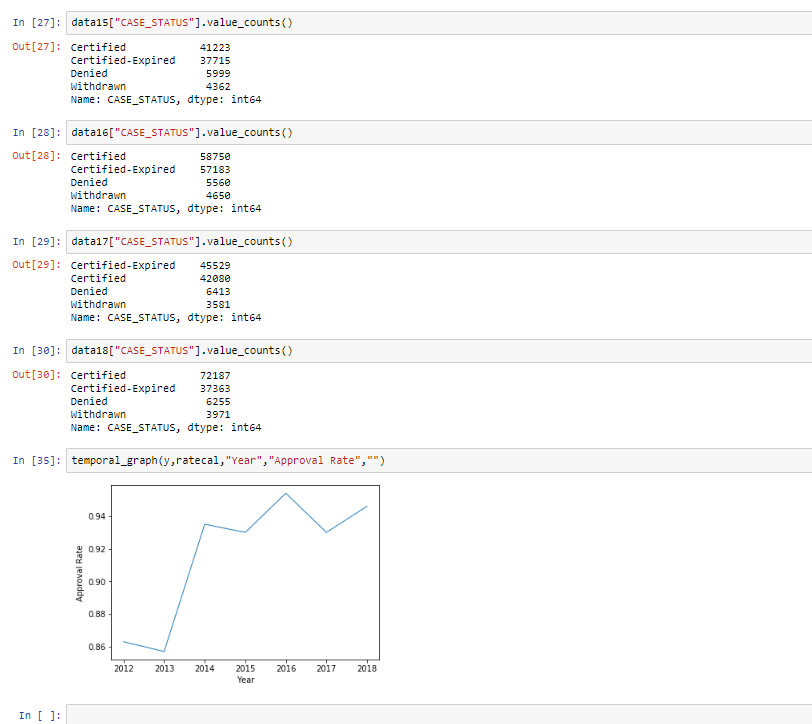 In [27]: data15["CASE_STATUS"].value_counts()
Out[27]: Certified 41223
Certified-Expired 37715
Denied 5999
Withdrawn 4362
Name: CASE_STATUS, dtype: int64
In [28]: data16["CASE_STATUS"].value_counts()
Out[28]: Certified 58750
Certified-Expired 57183
Denied 5560
Withdrawn 4650
Name: CASE_STATUS, dtype: int64
In [29]: data17["CASE_STATUS"].value_counts()
Out[29]: Certified-Expired 45529
Certified 42080
Denied 6413
Withdrawn 3581
Name: CASE_STATUS, dtype: int64
In [30]: data18["CASE_STATUS"].value_counts()
Out[30]: Certified 72187
Certified-Expired 37363
Denied 6255
Withdrawn 3971
Name: CASE_STATUS, dtype: int64
In [35]: temporal_graph(y,ratecal,"Year","Approval Rate","")
0.94
0.92
0.90
0.88
0.86
Approval Rate
2012 2013 2014 2015 2016 2017 2018
Year
In [ ]: